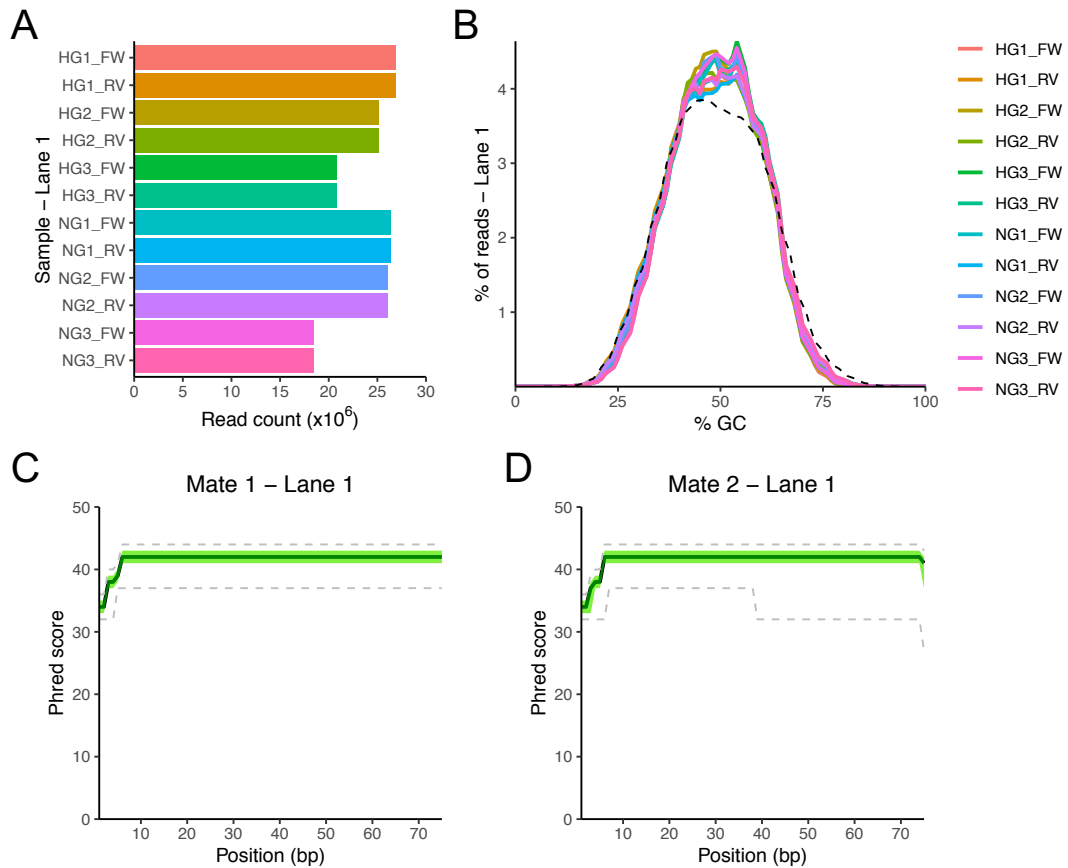 A
Sample – Lane 1
HG1_FW
HG1_RV
HG2_FW
HG2_RV
HG3_FW
HG3_RV
NG1_FW
NG1_RV
NG2_FW
NG2_RV
NG3_FW
NG3_RV
0 5 10 15 20 25 30
Read count (x10⁶)
B
% of reads – Lane 1
4
3
2
1
0 25 50 75 100
% GC
HG1_FW
HG1_RV
HG2_FW
HG2_RV
HG3_FW
HG3_RV
NG1_FW
NG1_RV
NG2_FW
NG2_RV
NG3_FW
NG3_RV
C
Mate 1 – Lane 1
Phred score
50
40
30
20
10
0
10 20 30 40 50 60 70
Position (bp)
D
Mate 2 – Lane 1
Phred score
50
40
30
20
10
0
10 20 30 40 50 60 70
Position (bp)